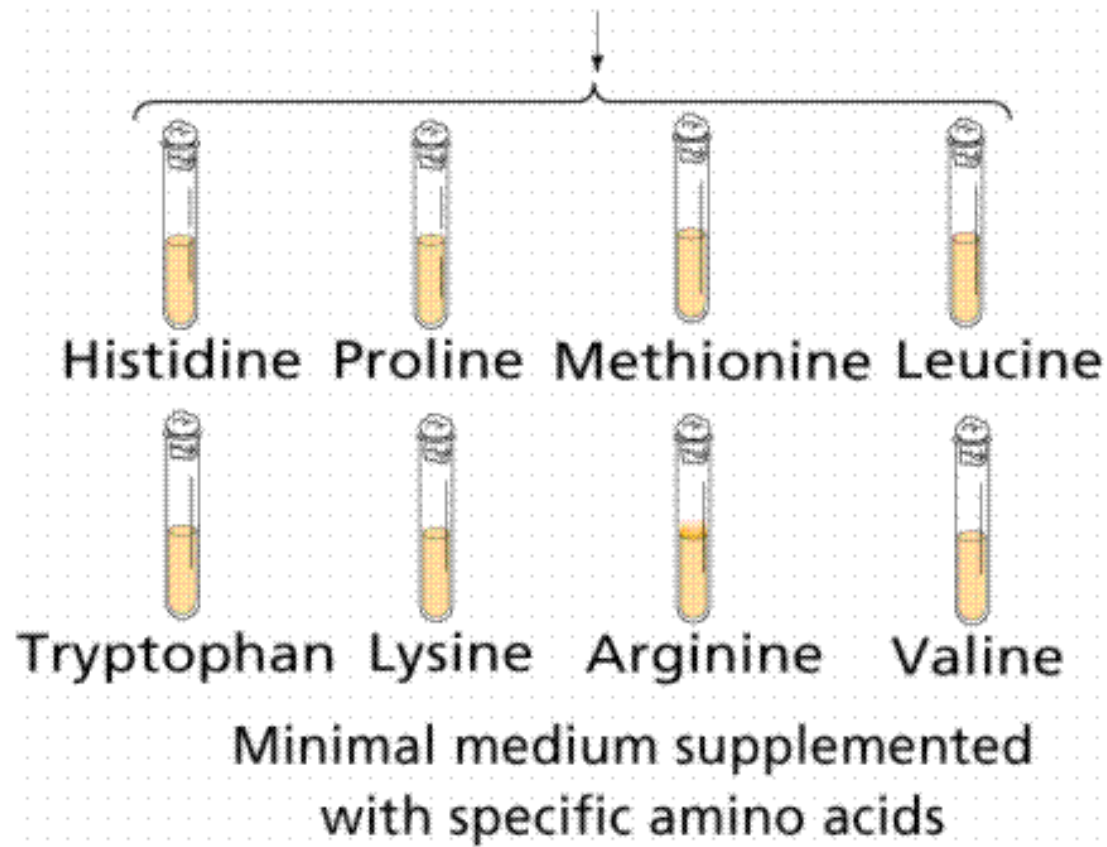 Histidine Proline Methionine Leucine
Tryptophan Lysine Arginine Valine
Minimal medium supplemented
with specific amino acids